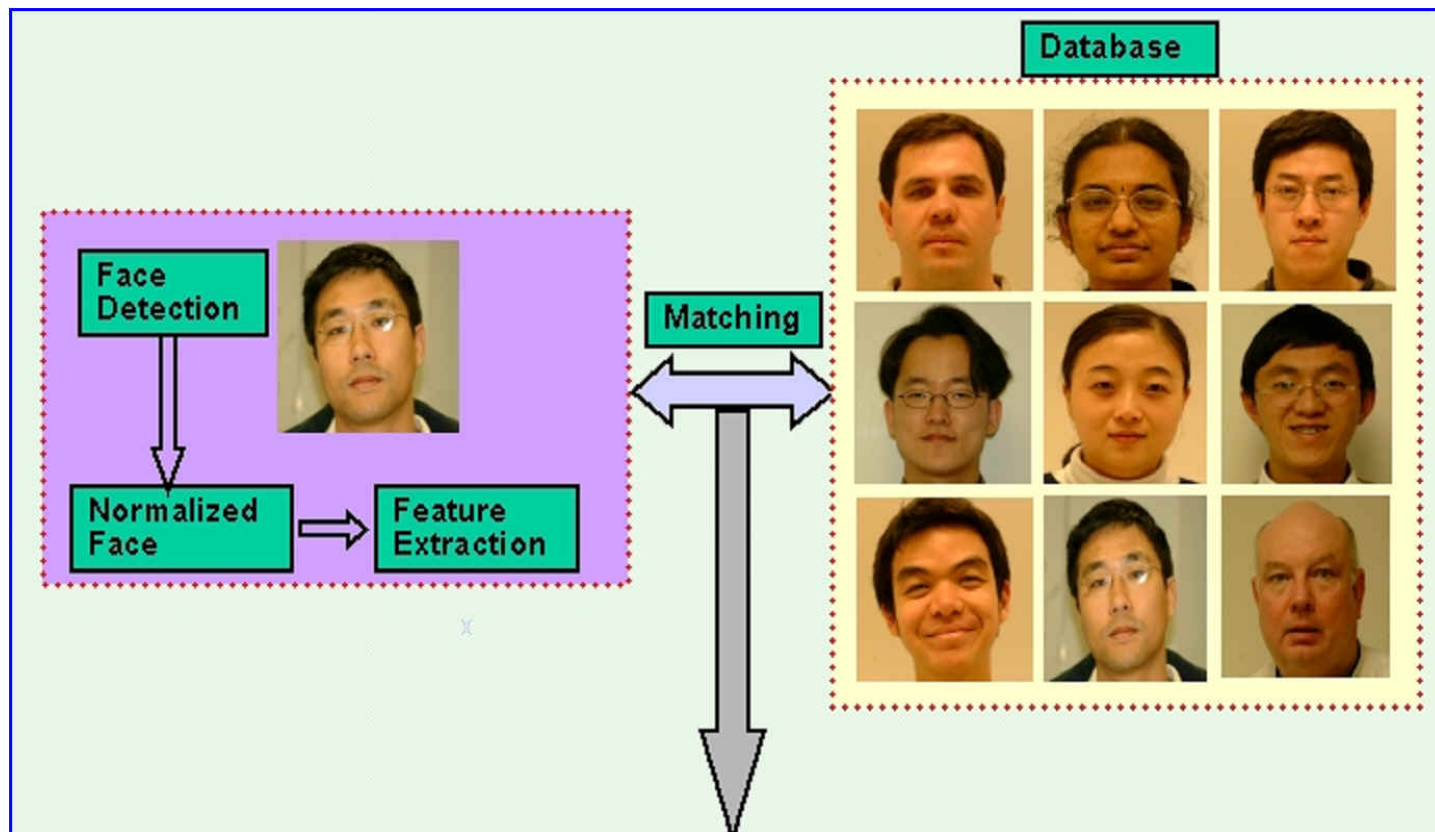 Database
Face
Detection
Matching
Normalized
Face
Feature
Extraction